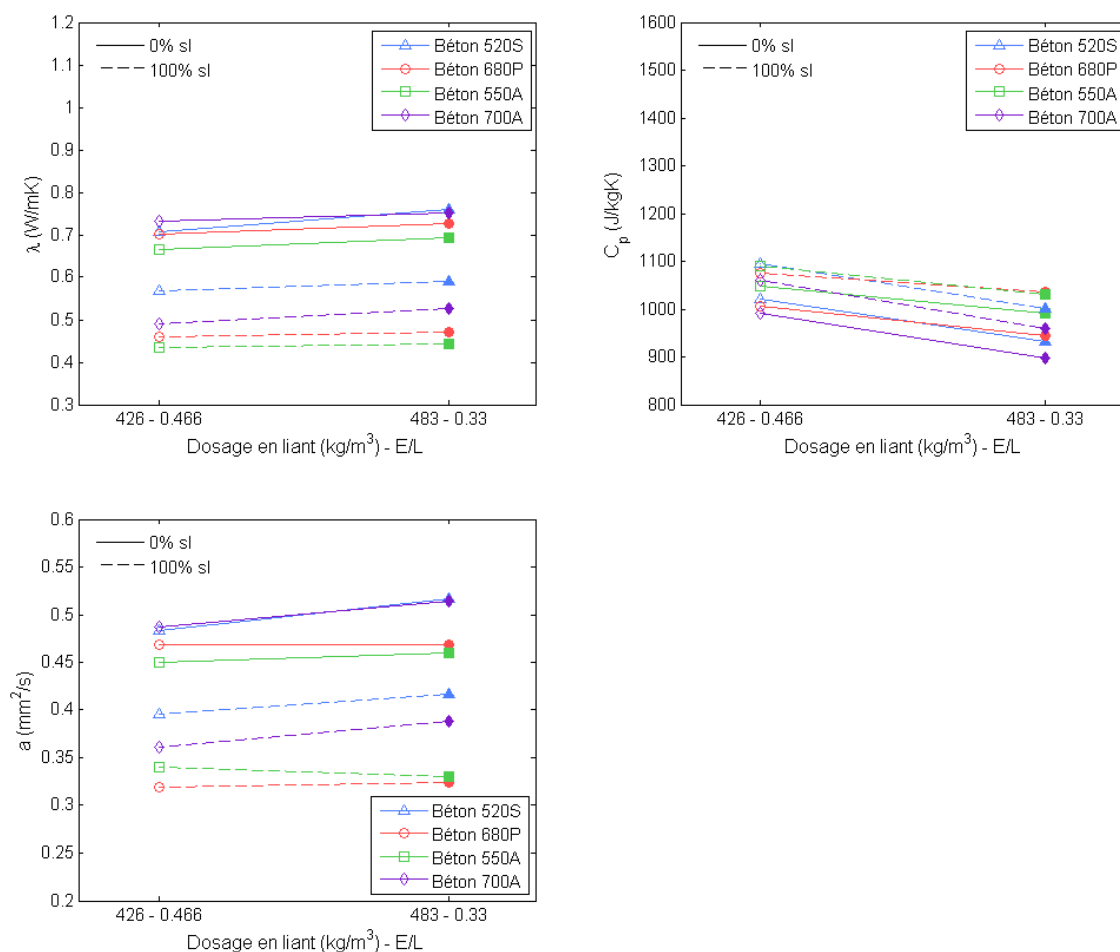 1.2
1.1
1
0.9
0.8
0.7
0.6
0.5
0.4
0.3
λ (W/mK)
0% sl
100% sl
Béton 520S
Béton 680P
Béton 550A
Béton 700A
426 - 0.466
483 - 0.33
Dosage en liant (kg/m³) - E/L
1600
1500
1400
1300
1200
1100
1000
900
800
Cₚ (J/kgK)
0% sl
100% sl
Béton 520S
Béton 680P
Béton 550A
Béton 700A
426 - 0.466
483 - 0.33
Dosage en liant (kg/m³) - E/L
0.6
0.55
0.5
0.45
0.4
0.35
0.3
0.25
0.2
a (mm²/s)
0% sl
100% sl
Béton 520S
Béton 680P
Béton 550A
Béton 700A
426 - 0.466
483 - 0.33
Dosage en liant (kg/m³) - E/L